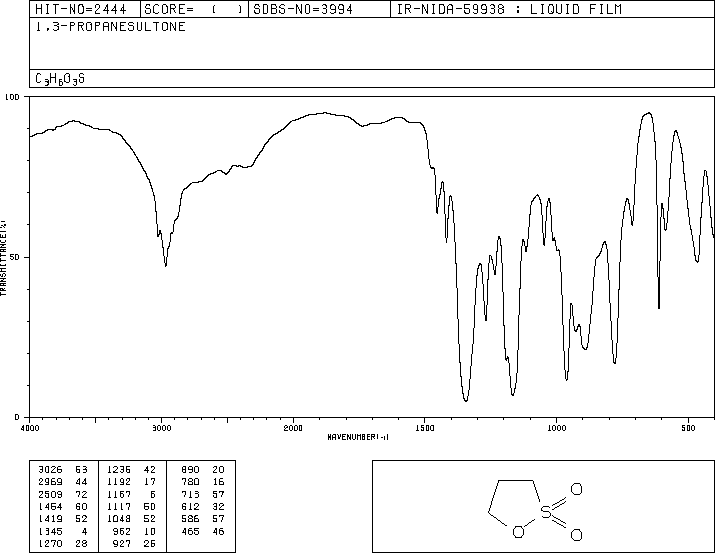 HIT-NO=2444 SCORE= ( ) SDBS-NO=3994 IR-NIDA-59938 : LIQUID FILM
1,3-PROPANESULTONE
C3H6O3S
100
50
0
TRANSMITTANCE(%)
4000 3000 2000 1500 1000 500
WAVENUMBER(-1)
3026 63 1236 42 890 20
2969 44 1192 17 780 16
2509 72 1167 6 713 57
1454 60 1117 50 612 32
1419 52 1048 52 586 57
1345 4 962 10 465 46
1270 28 927 26
O
S
O
O